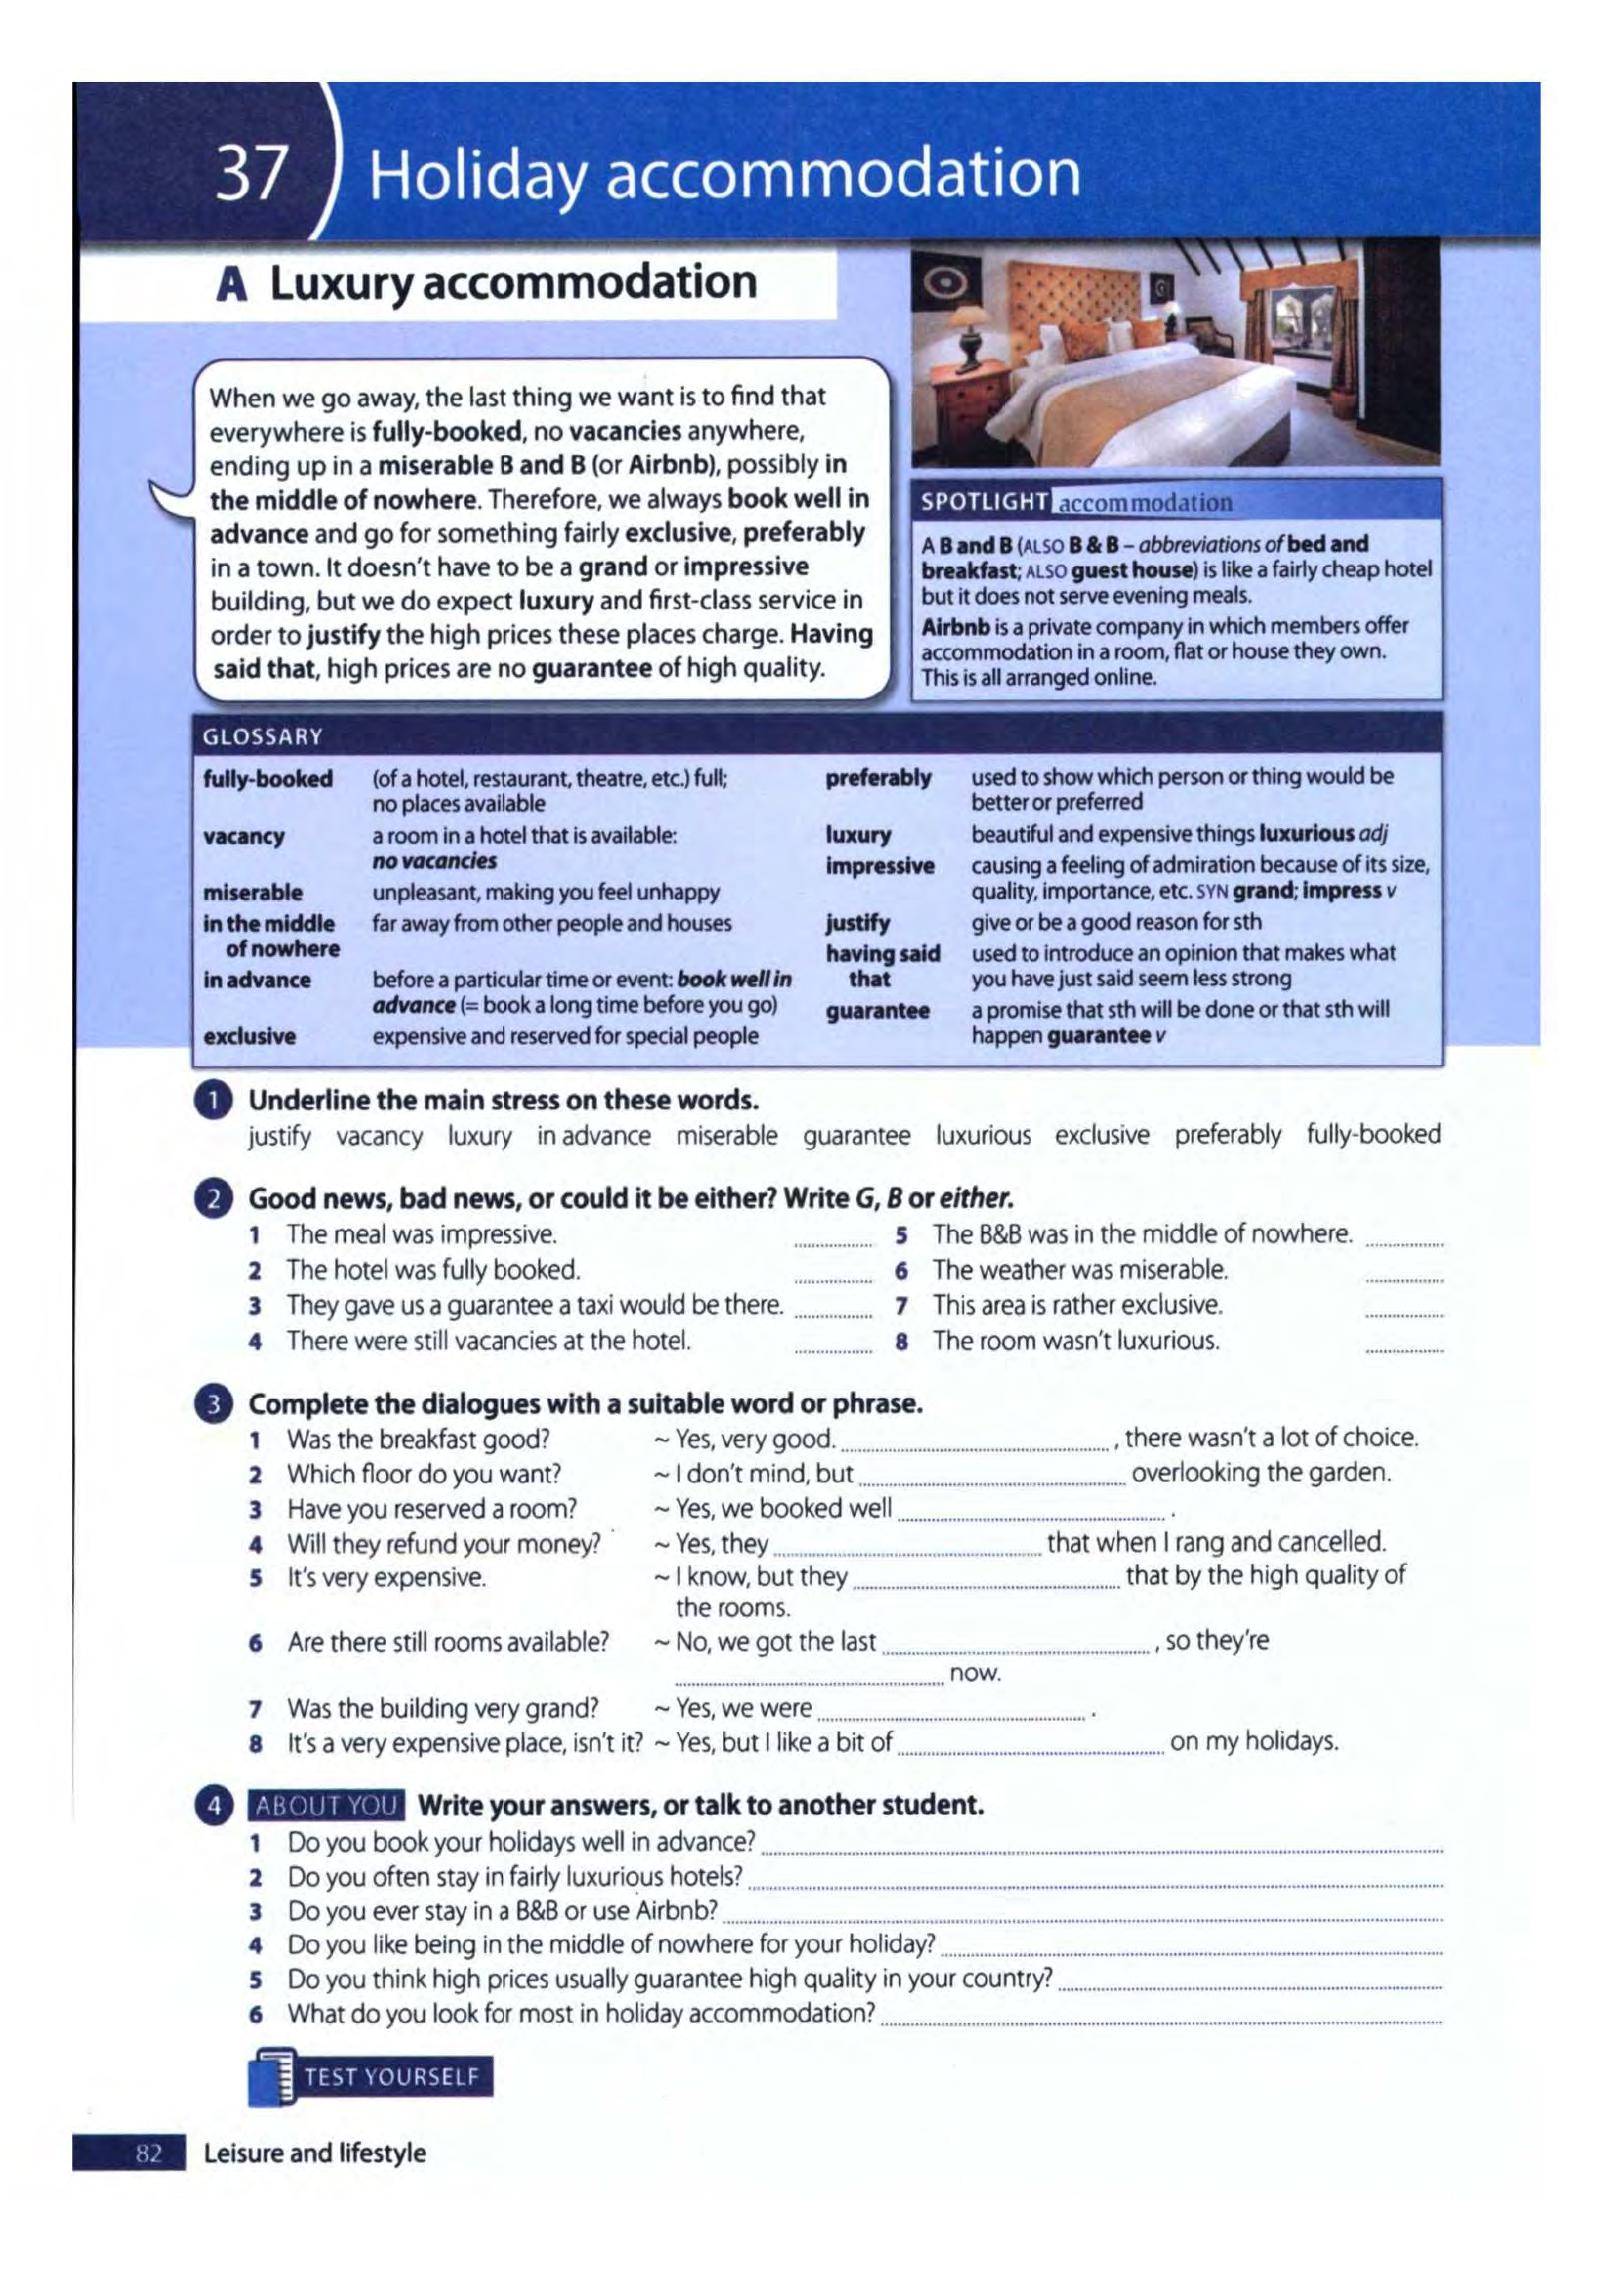 37 Holiday accommodation
A Luxury accommodation
When we go away, the last thing we want is to find that
everywhere is fully-booked, no vacancies anywhere,
ending up in a miserable B and B (or Airbnb), possibly in
the middle of nowhere. Therefore, we always book well in
advance and go for something fairly exclusive, preferably
in a town. It doesn't have to be a grand or impressive
building, but we do expect luxury and first-class service in
order to justify the high prices these places charge. Having
said that, high prices are no guarantee of high quality.
SPOTLIGHT accommodation
A B and B (ALSO B & B – abbreviations of bed and
breakfast; ALSO guest house) is like a fairly cheap hotel
but it does not serve evening meals.
Airbnb is a private company in which members offer
accommodation in a room, flat or house they own.
This is all arranged online.
GLOSSARY
fully-booked (of a hotel, restaurant, theatre, etc.) full;
no places available
vacancy a room in a hotel that is available:
no vacancies
miserable unpleasant, making you feel unhappy
in the middle far away from other people and houses
of nowhere
in advance before a particular time or event: book well in
advance (= book a long time before you go)
exclusive expensive and reserved for special people
preferably used to show which person or thing would be
better or preferred
luxury beautiful and expensive things luxurious adj
impressive causing a feeling of admiration because of its size,
quality, importance, etc. SYN grand; impress v
justify give or be a good reason for sth
having said used to introduce an opinion that makes what
that you have just said seem less strong
guarantee a promise that sth will be done or that sth will
happen guarantee v
1 Underline the main stress on these words.
justify vacancy luxury in advance miserable guarantee luxurious exclusive preferably fully-booked
2 Good news, bad news, or could it be either? Write G, B or either.
1 The meal was impressive. ................
2 The hotel was fully booked. ................
3 They gave us a guarantee a taxi would be there. ................
4 There were still vacancies at the hotel. ................
5 The B&B was in the middle of nowhere. ................
6 The weather was miserable. ................
7 This area is rather exclusive. ................
8 The room wasn't luxurious. ................
3 Complete the dialogues with a suitable word or phrase.
1 Was the breakfast good? ~ Yes, very good. ................ , there wasn't a lot of choice.
2 Which floor do you want? ~ I don't mind, but ................ overlooking the garden.
3 Have you reserved a room? ~ Yes, we booked well ................ .
4 Will they refund your money? ~ Yes, they ................ that when I rang and cancelled.
5 It's very expensive. ~ I know, but they ................ that by the high quality of
the rooms.
6 Are there still rooms available? ~ No, we got the last ................ , so they're
................ now.
7 Was the building very grand? ~ Yes, we were ................ .
8 It's a very expensive place, isn't it? ~ Yes, but I like a bit of ................ on my holidays.
4 ABOUT YOU Write your answers, or talk to another student.
1 Do you book your holidays well in advance? ................
2 Do you often stay in fairly luxurious hotels? ................
3 Do you ever stay in a B&B or use Airbnb? ................
4 Do you like being in the middle of nowhere for your holiday? ................
5 Do you think high prices usually guarantee high quality in your country? ................
6 What do you look for most in holiday accommodation? ................
TEST YOURSELF
82 Leisure and lifestyle